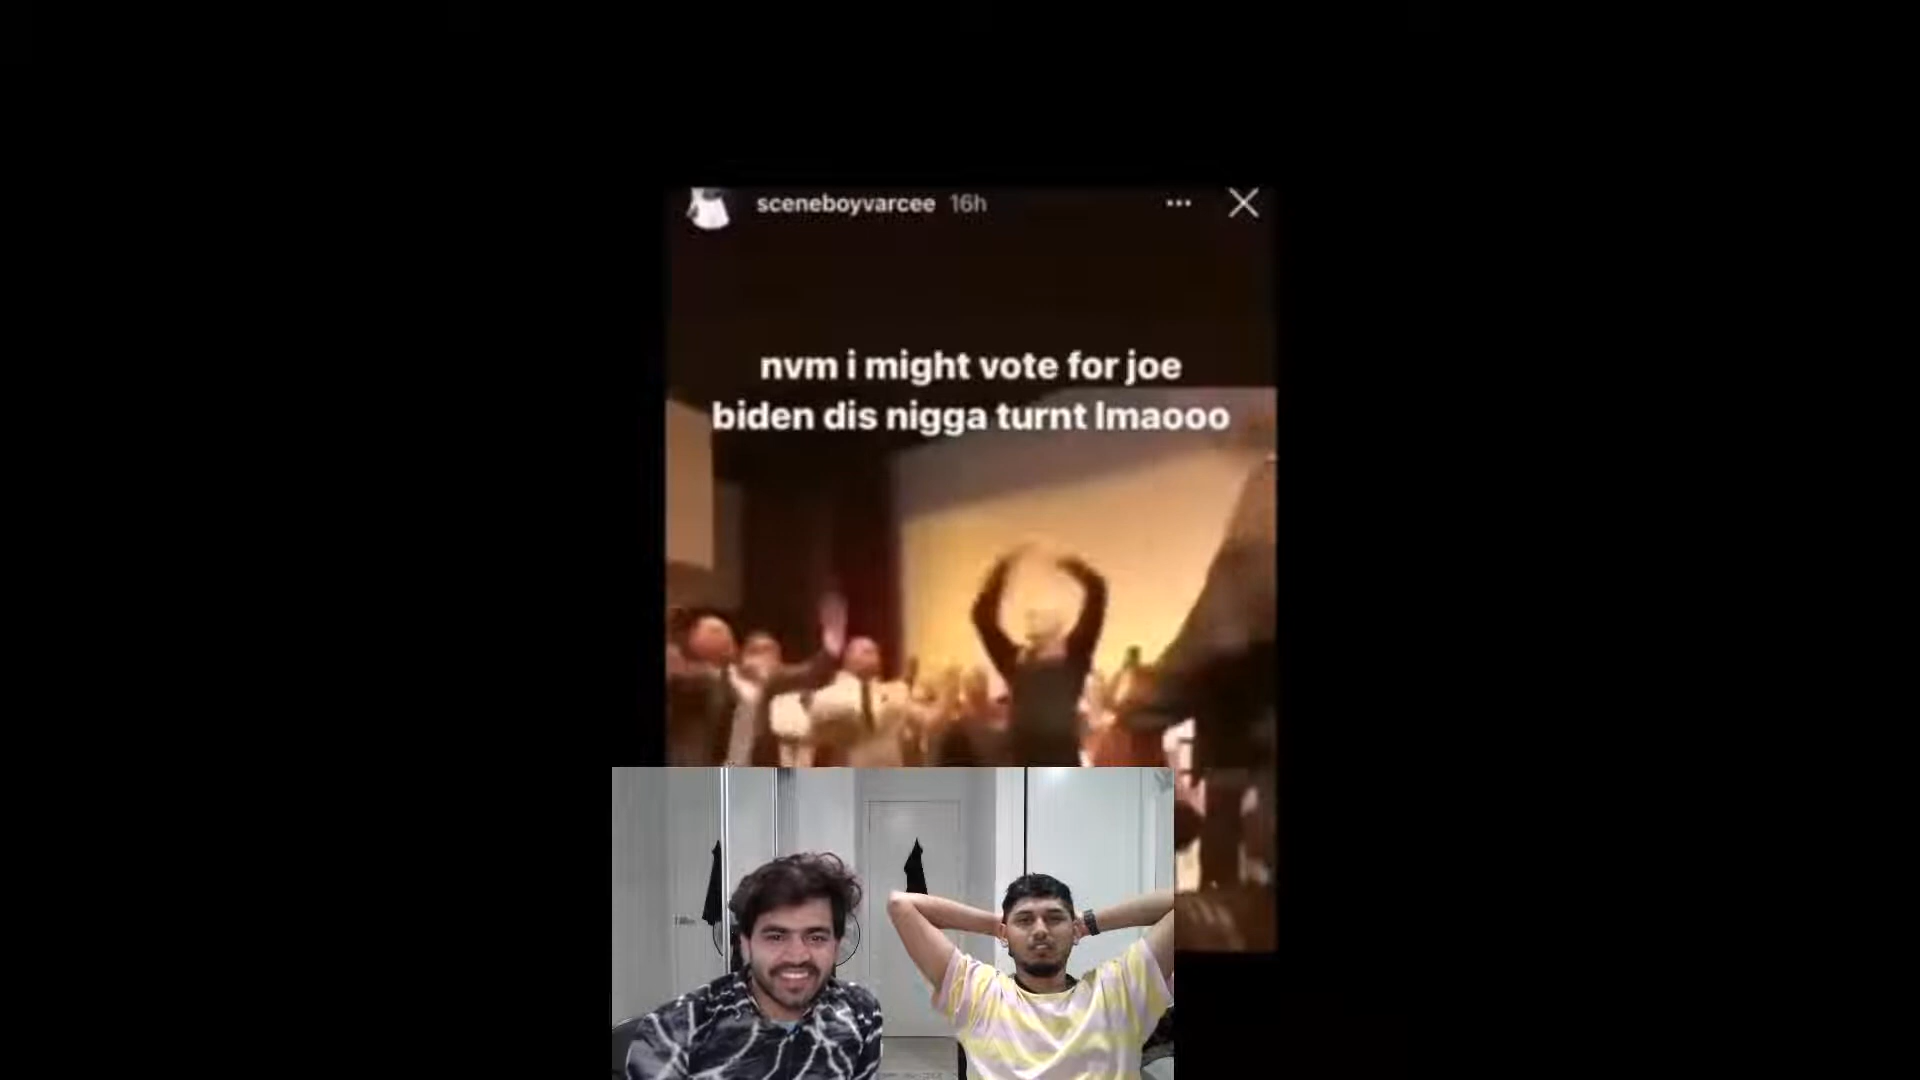 sceneboyvarcee 16h
nvm i might vote for joe
biden dis nigga turnt lmaooo